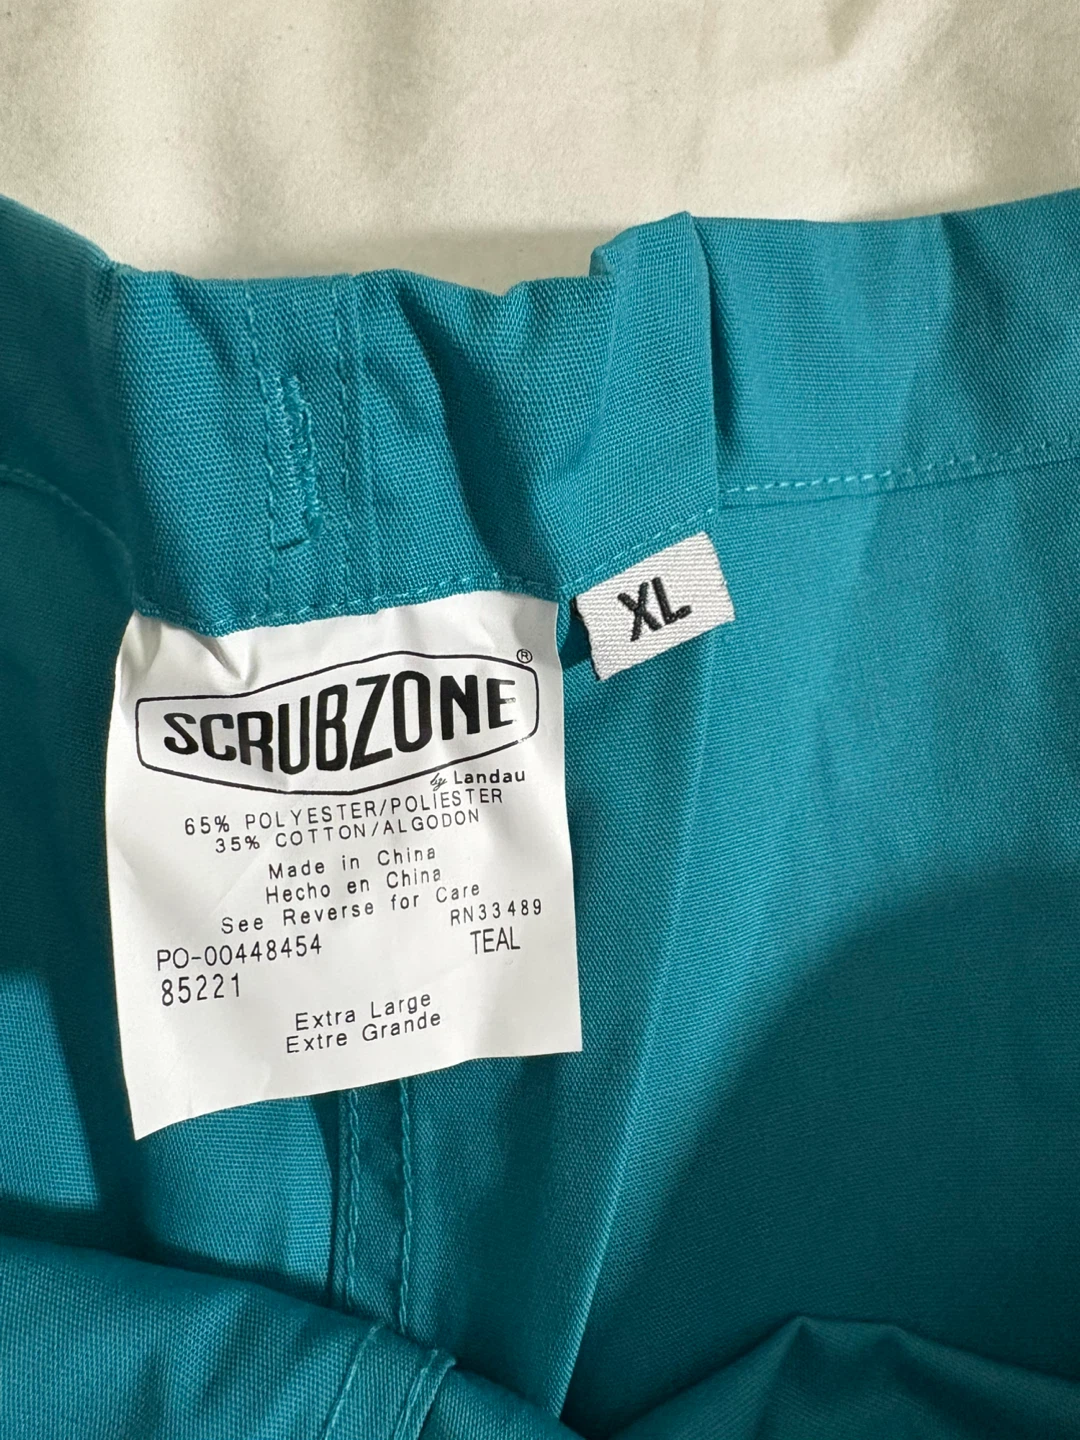 XL
SCRUBZONE®
by Landau
65% POLYESTER/POLIESTER
35% COTTON/ALGODON
Made in China
Hecho en China
See Reverse for Care
RN33489
PO-00448454
TEAL
85221
Extra Large
Extre Grande